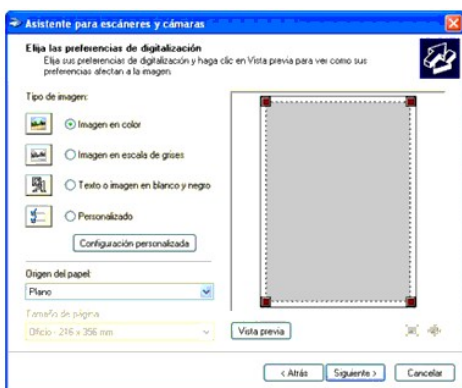 Asistente para escáneres y cámaras
Elija las preferencias de digitalización
Elija sus preferencias de digitalización y haga clic en Vista previa para ver como sus
preferencias afectan a la imagen.
Tipo de imagen:
Imagen en color
Imagen en escala de grises
Texto o imagen en blanco y negro
Personalizado
Configuración personalizada
Origen del papel:
Plano
Tamaño de página
Oficio - 216 x 356 mm
Vista previa
< Atrás
Siguiente >
Cancelar